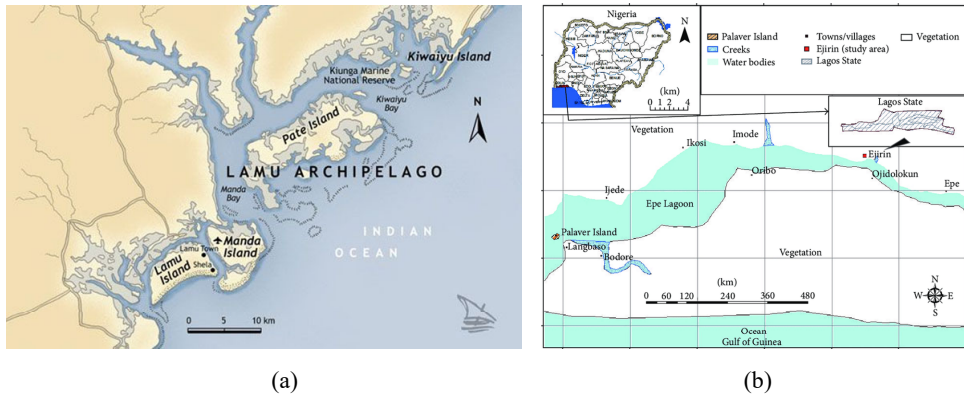 Kiwaiyu Island
Kiunga Marine
National Reserve
Kiwaiyu
Bay
N
Pate Island
LAMU ARCHIPELAGO
Manda
Bay
INDIAN
OCEAN
Manda
Island
Lamu Town
Lamu
Island
Shela
0 5 10 km
(a)
Nigeria
N
(km)
0 1 2 4
Palaver Island
Creeks
Water bodies
Towns/villages
Ejirin (study area)
Lagos State
Vegetation
Lagos State
Vegetation
Imode
Ikosi
Ejirin
Oribo
Ojidolokun
Epe
Ijede
Epe Lagoon
Palaver Island
Langbaso
Bodore
Vegetation
(km)
0 60 120 240 360 480
N
W E
S
Ocean
Gulf of Guinea
(b)